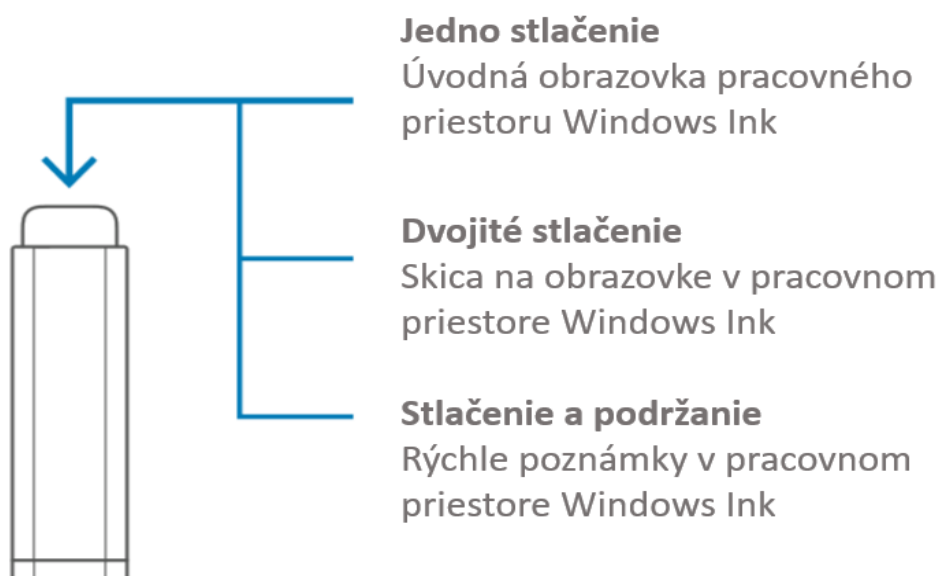 Jedno stlačenie
Úvodná obrazovka pracovného
priestoru Windows Ink
Dvojité stlačenie
Skica na obrazovke v pracovnom
priestore Windows Ink
Stlačenie a podržanie
Rýchle poznámky v pracovnom
priestore Windows Ink